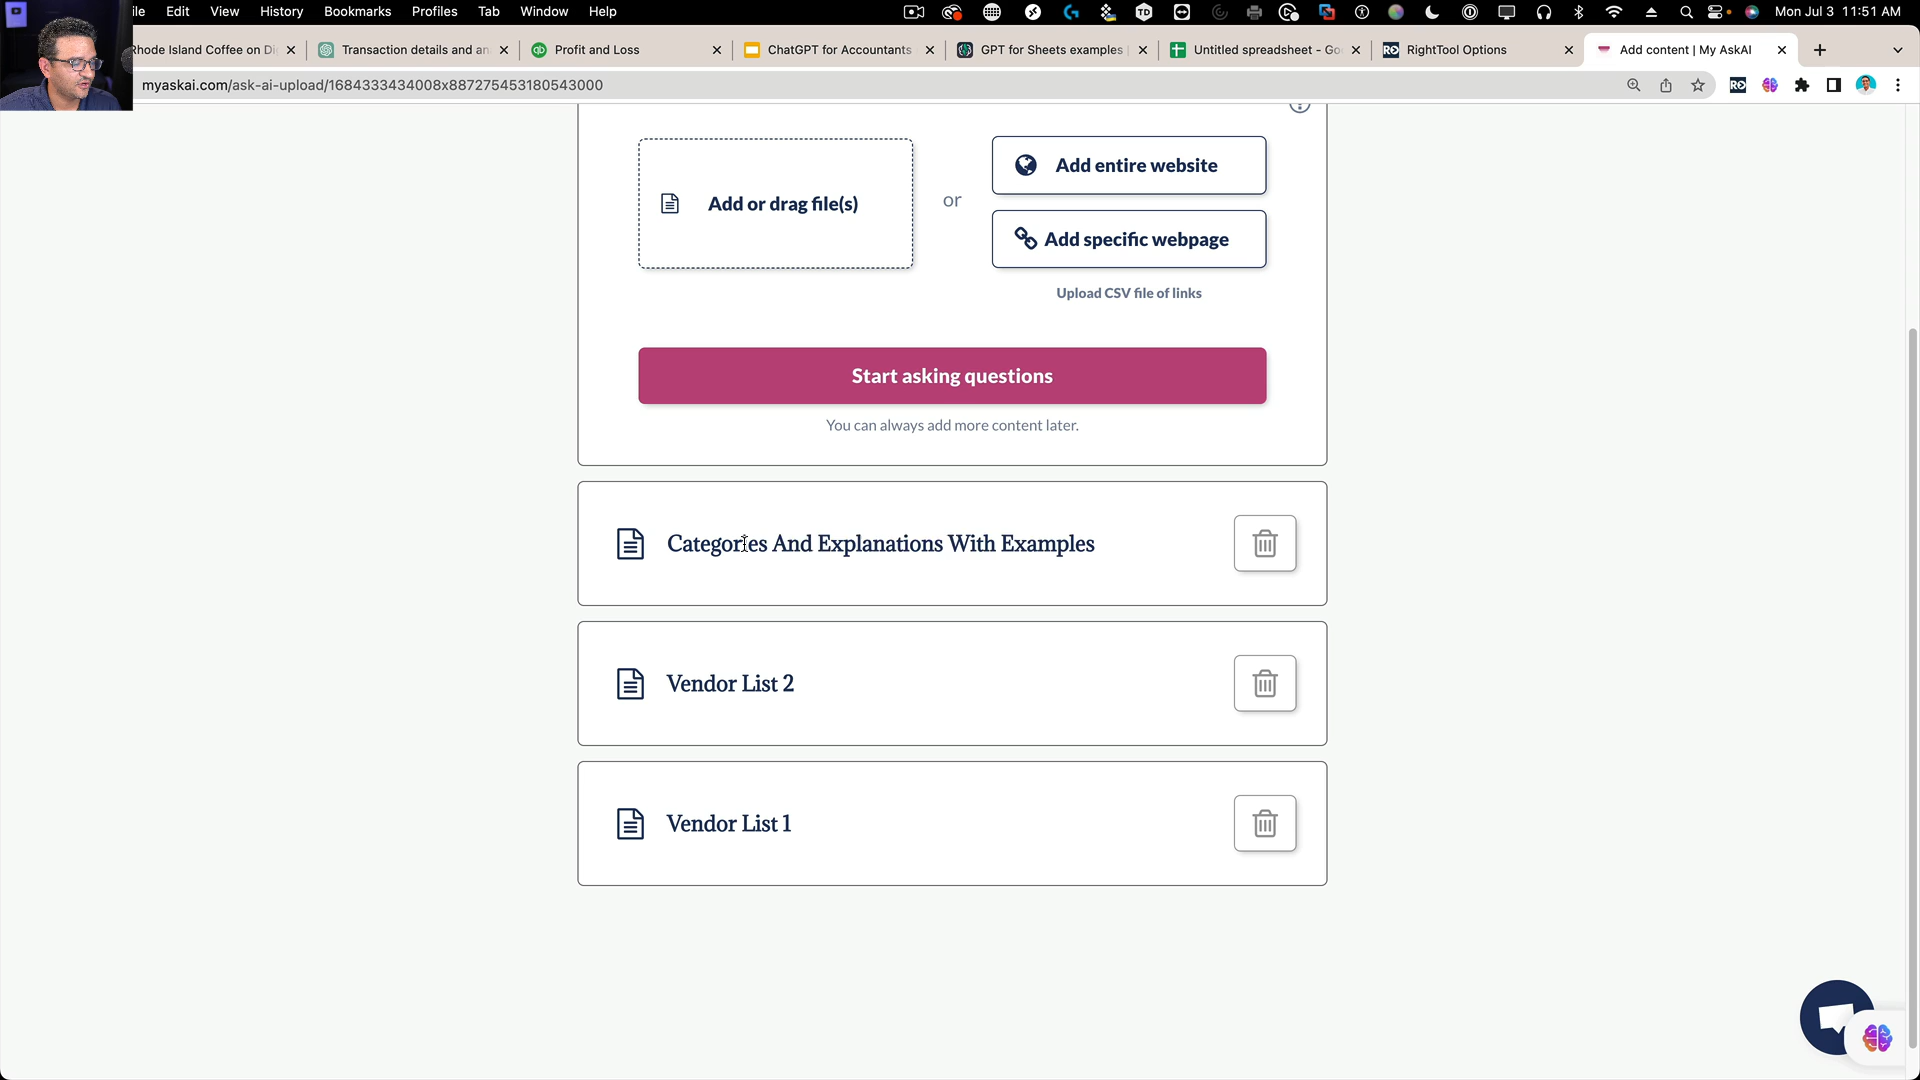 ile Edit View History Bookmarks Profiles Tab Window Help
TD
Mon Jul 3 11:51 AM
Rhode Island Coffee on Di
Transaction details and an
qb Profit and Loss
ChatGPT for Accountants
GPT for Sheets examples
Untitled spreadsheet - Go
RightTool Options
Add content | My AskAI
myaskai.com/ask-ai-upload/1684333434008x887275453180543000
Add or drag file(s)
or
Add entire website
Add specific webpage
Upload CSV file of links
Start asking questions
You can always add more content later.
Categories And Explanations With Examples
Vendor List 2
Vendor List 1